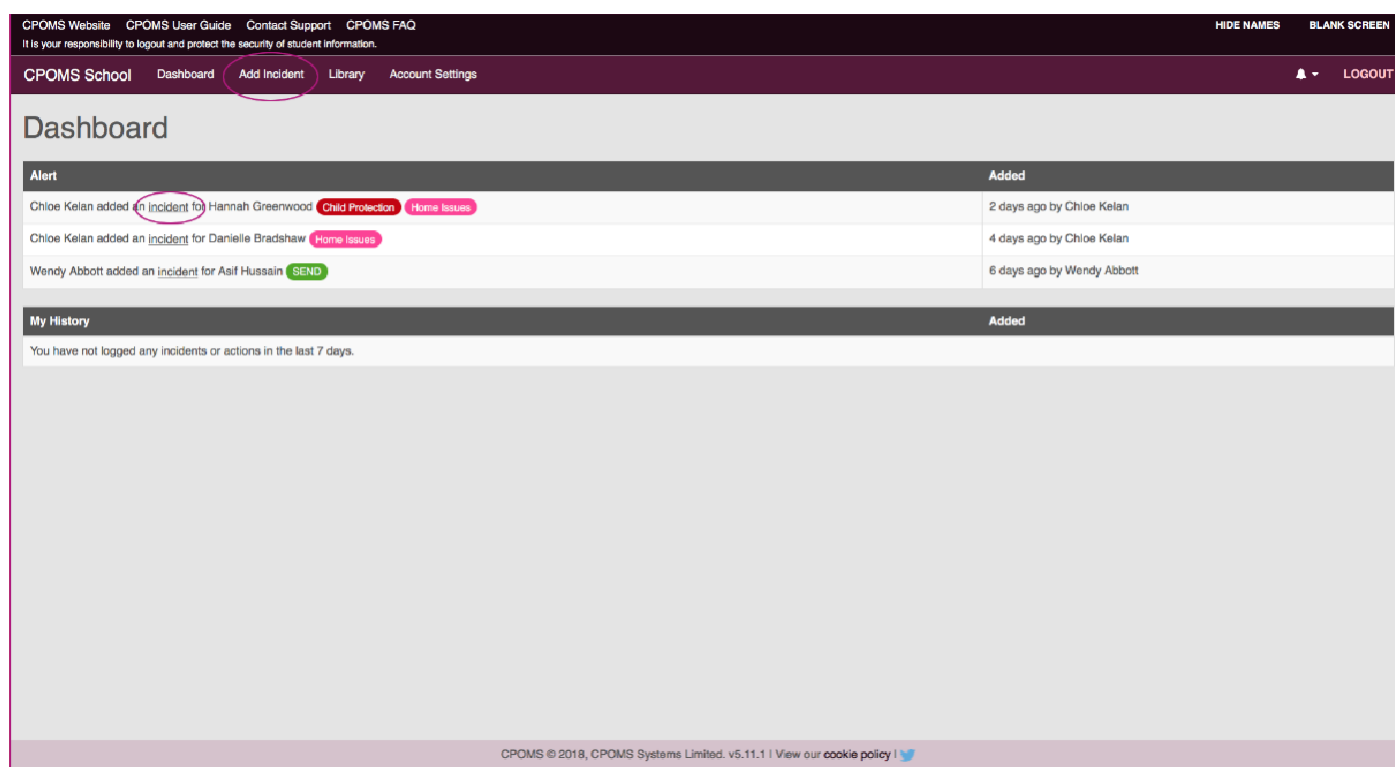 CPOMS Website CPOMS User Guide Contact Support CPOMS FAQ HIDE NAMES BLANK SCREEN
It is your responsibility to logout and protect the security of student information.
CPOMS School Dashboard Add Incident Library Account Settings LOGOUT
Dashboard
Alert Added
Chloe Kelan added an incident for Hannah Greenwood Child Protection Home Issues 2 days ago by Chloe Kelan
Chloe Kelan added an incident for Danielle Bradshaw Home Issues 4 days ago by Chloe Kelan
Wendy Abbott added an incident for Asif Hussain SEND 6 days ago by Wendy Abbott
My History Added
You have not logged any incidents or actions in the last 7 days.
CPOMS © 2018, CPOMS Systems Limited. v5.11.1 | View our cookie policy |